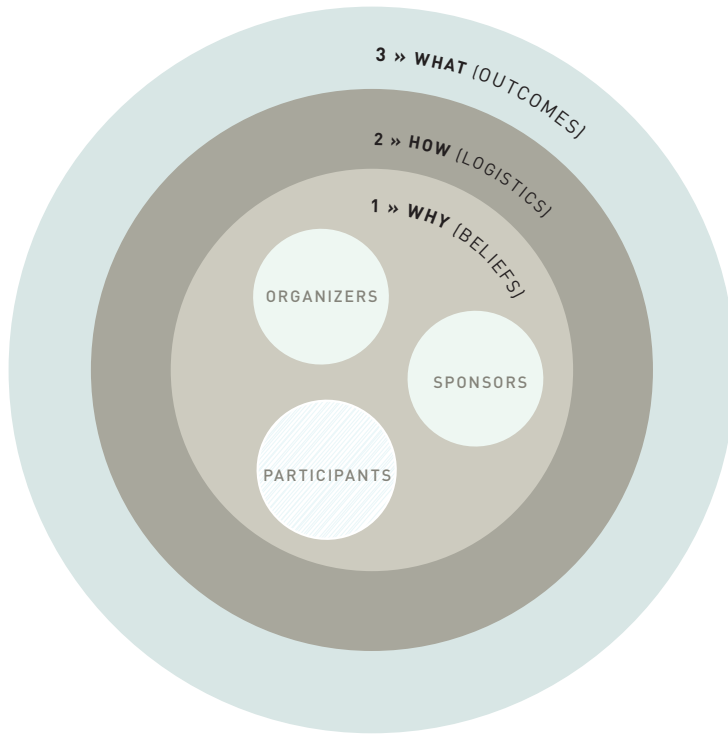 3 » WHAT (OUTCOMES)
2 » HOW (LOGISTICS)
1 » WHY (BELIEFS)
ORGANIZERS
SPONSORS
PARTICIPANTS